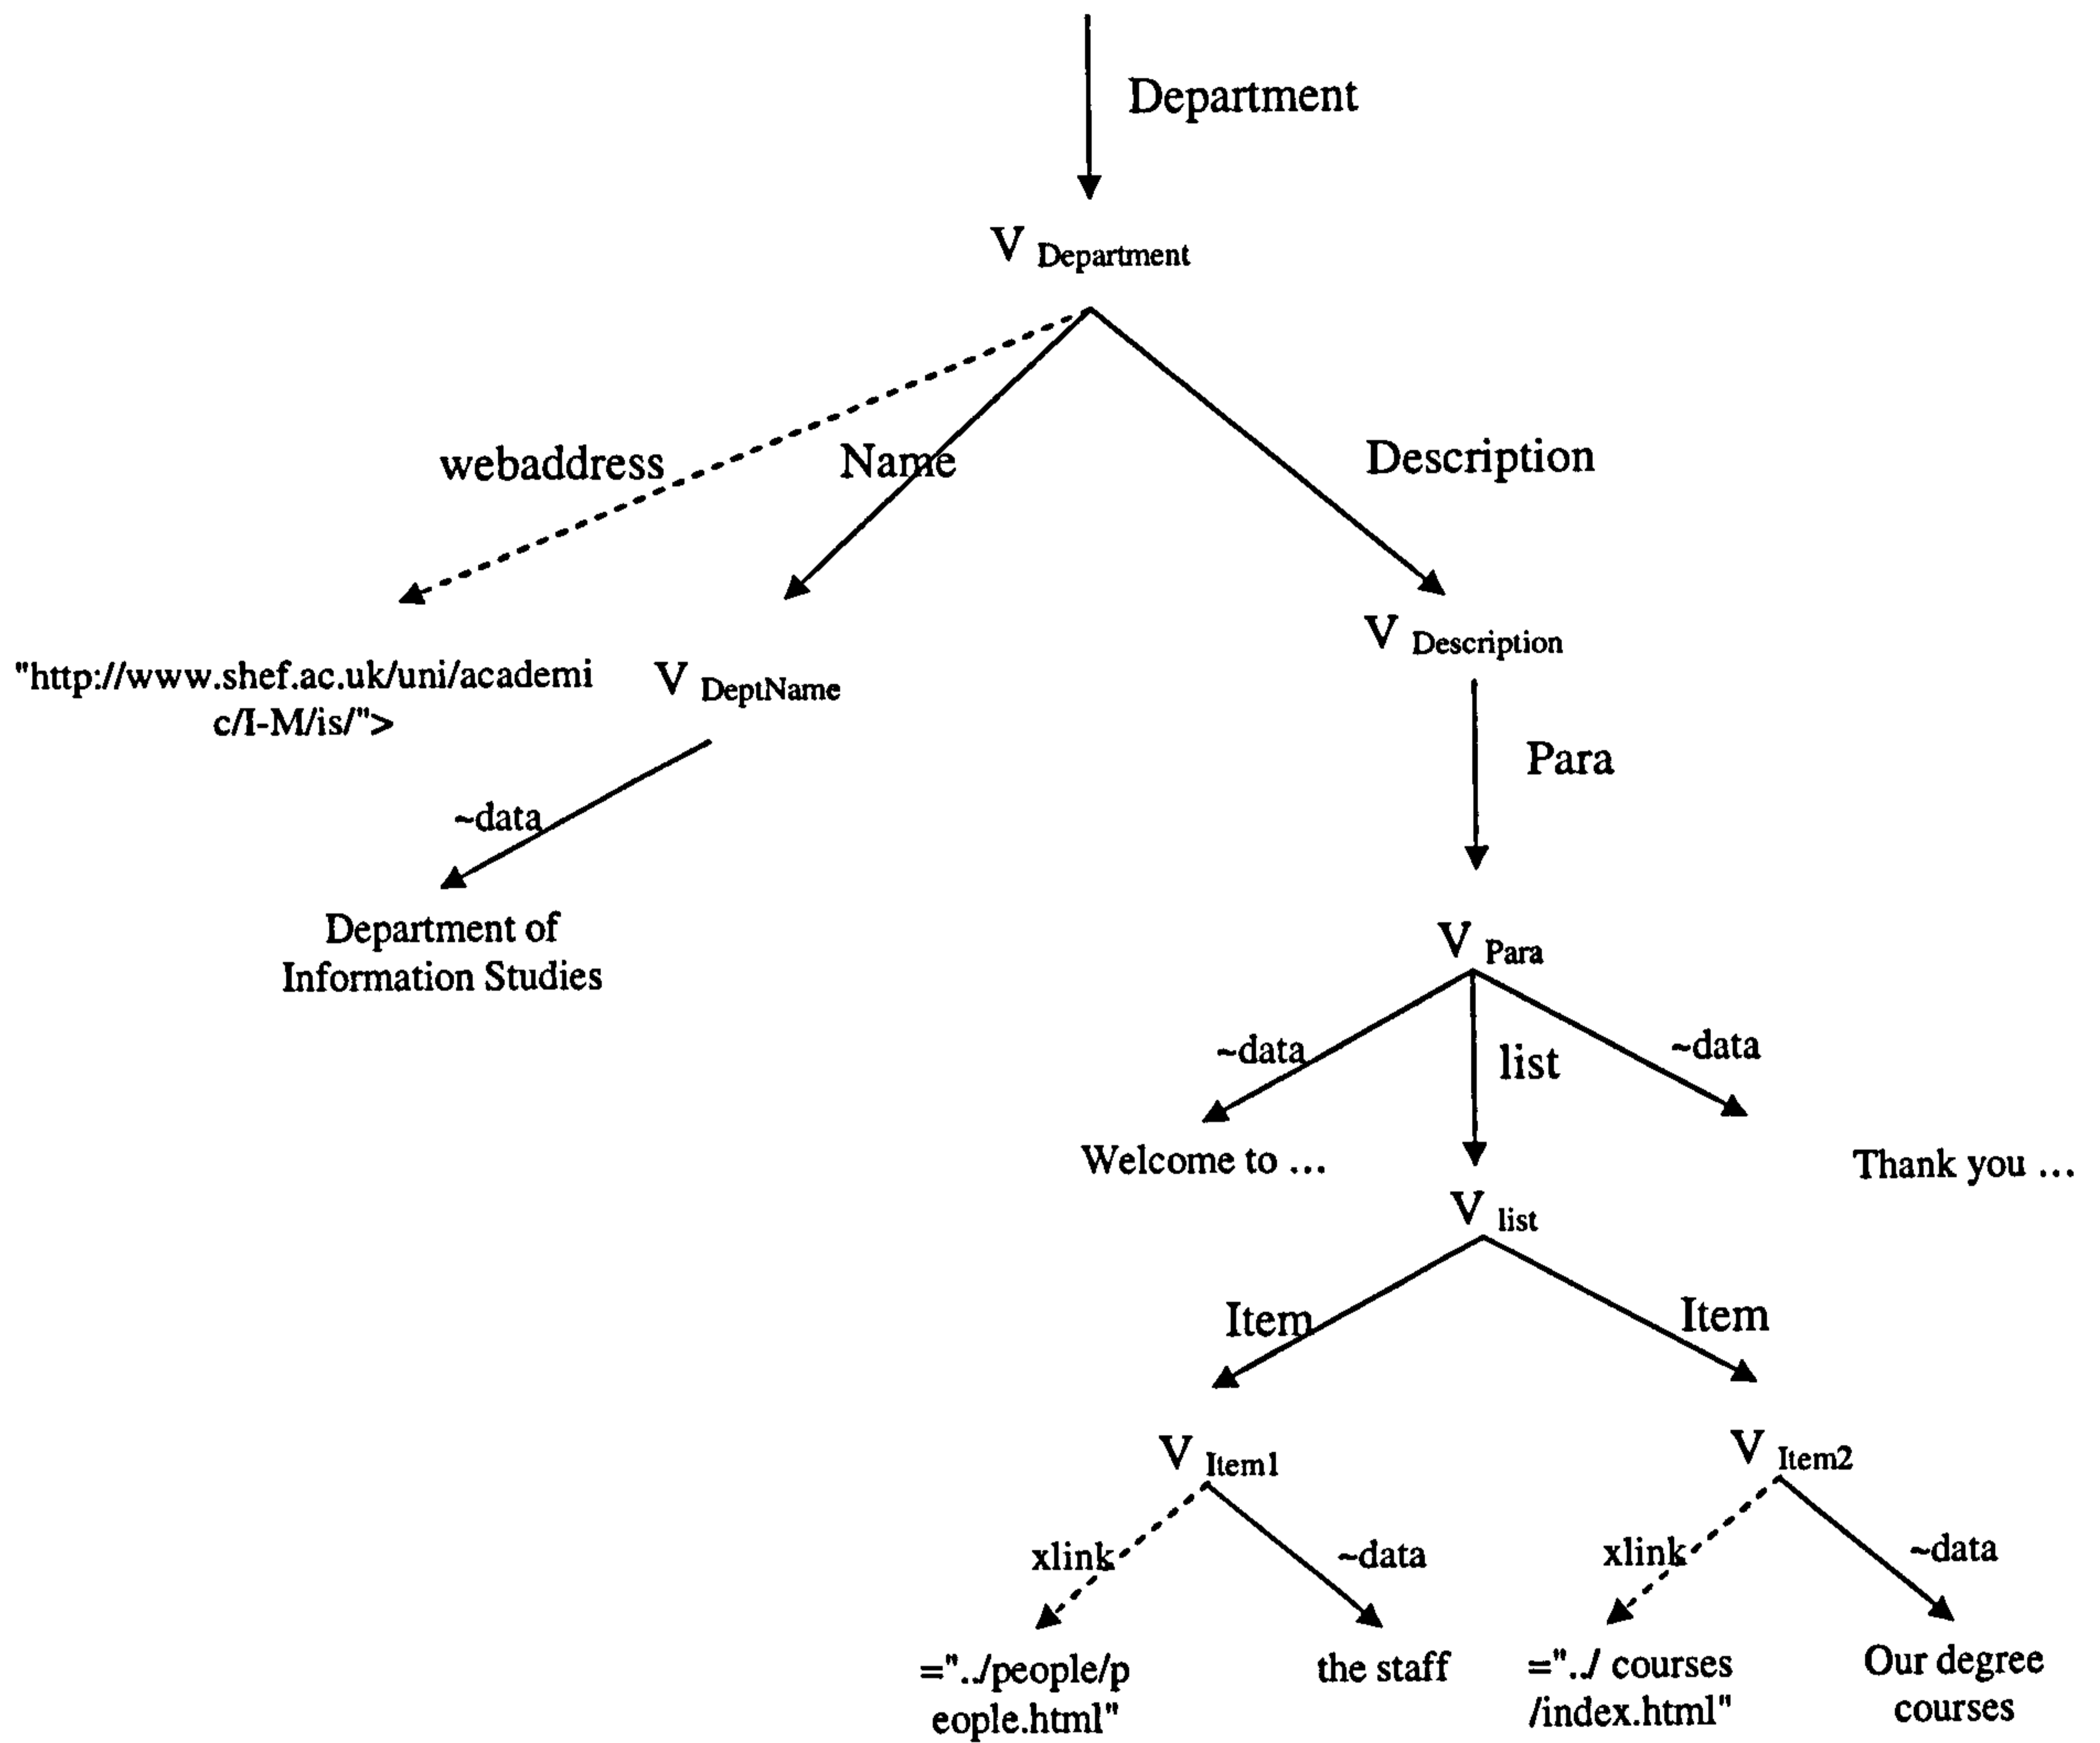 Department
V Department
webaddress
Name
Description
"http://www.shef.ac.uk/uni/academi
c/I-M/is/">
V DeptName
V Description
Para
~data
Department of
Information Studies
V Para
~data
list
~data
Welcome to ...
Thank you ...
V list
Item
Item
V Item1
V Item2
xlink
~data
xlink
~data
="../people/p
eople.html"
the staff
="../ courses
/index.html"
Our degree
courses